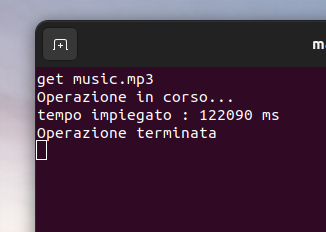 get music.mp3
Operazione in corso...
tempo impiegato : 122090 ms
Operazione terminata